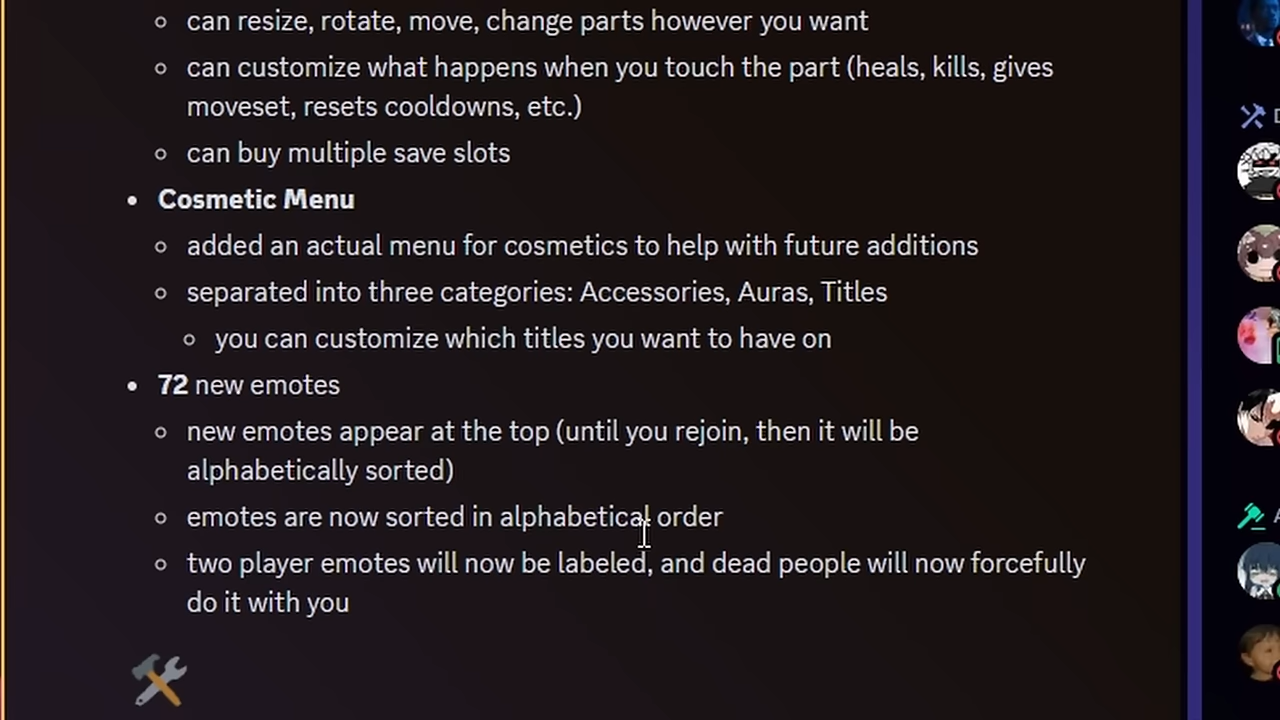 can resize, rotate, move, change parts however you want
can customize what happens when you touch the part (heals, kills, gives
moveset, resets cooldowns, etc.)
can buy multiple save slots
Cosmetic Menu
added an actual menu for cosmetics to help with future additions
separated into three categories: Accessories, Auras, Titles
you can customize which titles you want to have on
72 new emotes
new emotes appear at the top (until you rejoin, then it will be
alphabetically sorted)
emotes are now sorted in alphabetical order
two player emotes will now be labeled, and dead people will now forcefully
do it with you